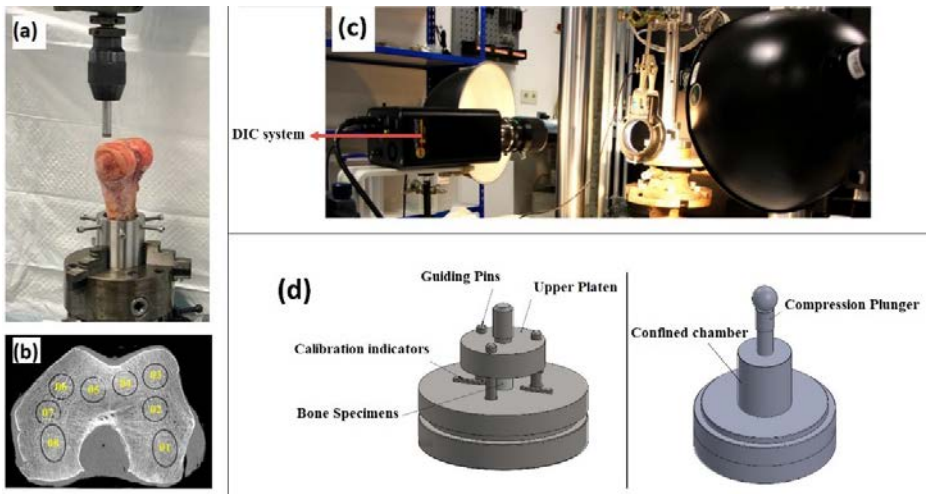 (a)
(c)
DIC system
(b)
03
04
05
06
02
07
08
01
(d)
Guiding Pins
Upper Platen
Calibration indicators
Bone Specimens
Compression Plunger
Confined chamber